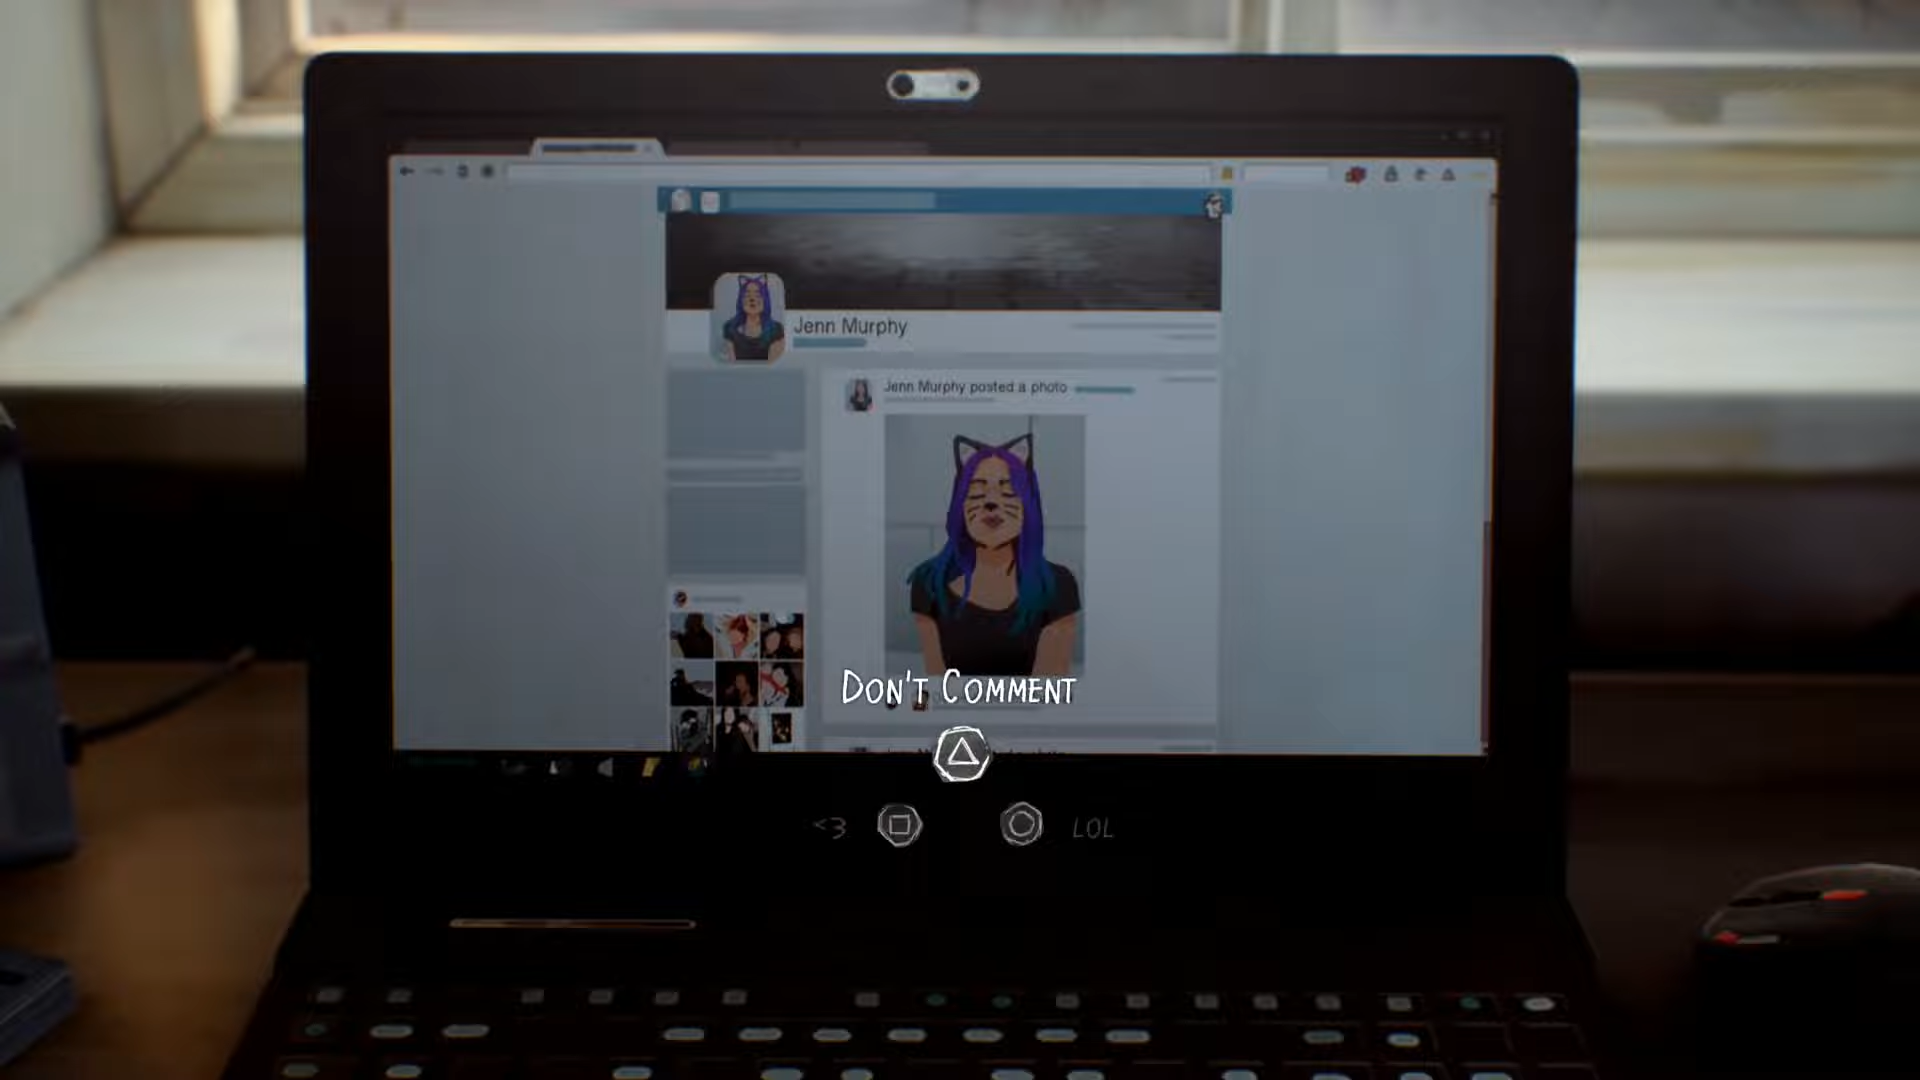 Jenn Murphy
Jenn Murphy posted a photo
DON'T COMMENT
<3
LOL